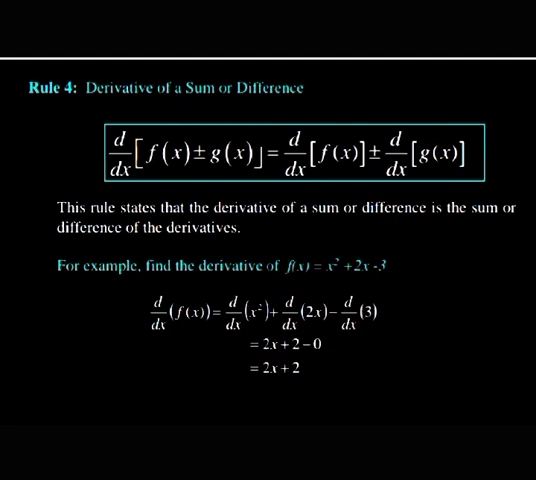 Rule 4: Derivative of a Sum or Difference
d/dx [f(x) ± g(x)] = d/dx [f(x)] ± d/dx [g(x)]
This rule states that the derivative of a sum or difference is the sum or
difference of the derivatives.
For example, find the derivative of f(x) = x² +2x -3
d/dx (f(x)) = d/dx (x²) + d/dx (2x) − d/dx (3)
= 2x + 2 − 0
= 2x + 2